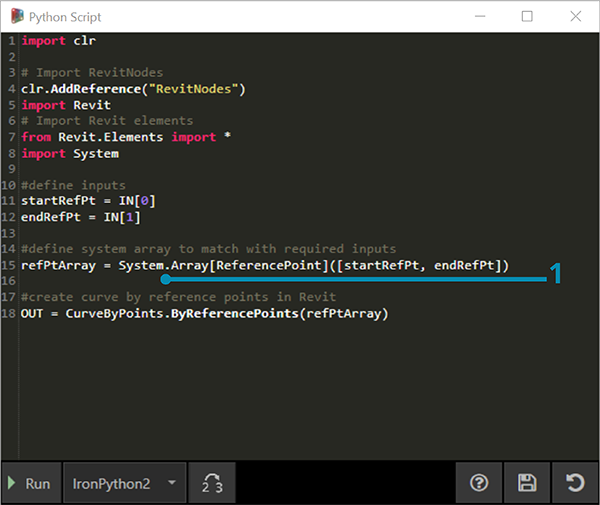 Python Script
1 import clr
2
3 # Import RevitNodes
4 clr.AddReference("RevitNodes")
5 import Revit
6 # Import Revit elements
7 from Revit.Elements import *
8 import System
9
10 #define inputs
11 startRefPt = IN[0]
12 endRefPt = IN[1]
13
14 #define system array to match with required inputs
15 refPtArray = System.Array[ReferencePoint]([startRefPt, endRefPt])
16
1
17 #create curve by reference points in Revit
18 OUT = CurveByPoints.ByReferencePoints(refPtArray)
Run IronPython2 2 3